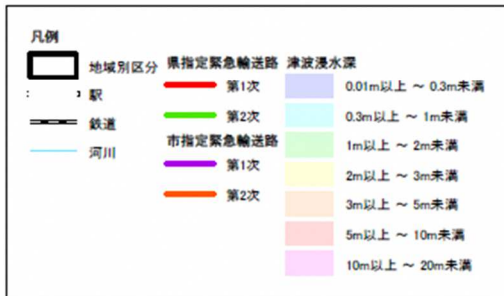 凡例
地域別区分
駅
鉄道
河川
県指定緊急輸送路
第1次
第2次
市指定緊急輸送路
第1次
第2次
津波浸水深
0.01m以上 ～ 0.3m未満
0.3m以上 ～ 1m未満
1m以上 ～ 2m未満
2m以上 ～ 3m未満
3m以上 ～ 5m未満
5m以上 ～ 10m未満
10m以上 ～ 20m未満